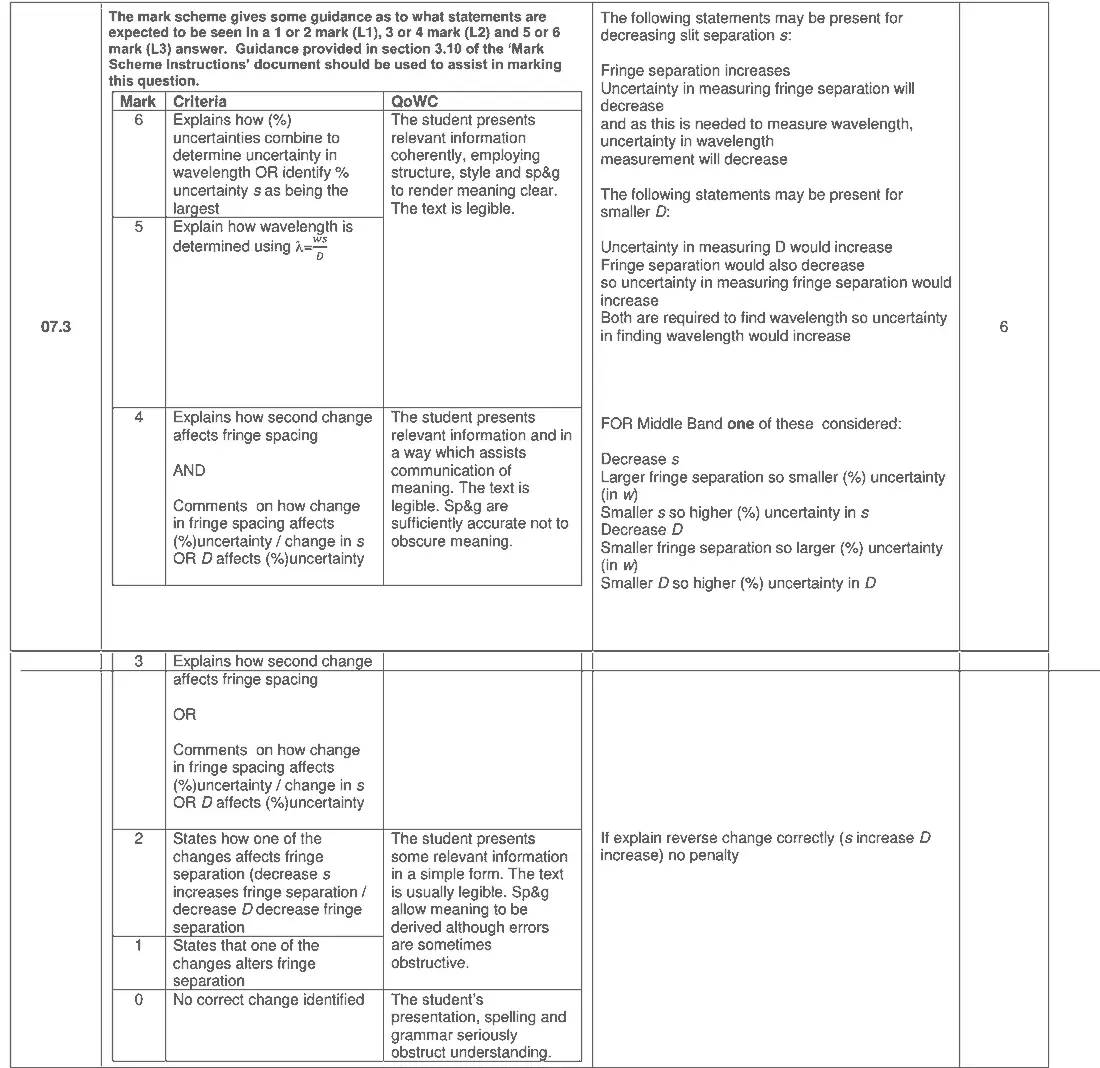 07.3
The mark scheme gives some guidance as to what statements are
expected to be seen in a 1 or 2 mark (L1), 3 or 4 mark (L2) and 5 or 6
mark (L3) answer. Guidance provided in section 3.10 of the ‘Mark
Scheme Instructions’ document should be used to assist in marking
this question.
Mark Criteria QoWC
6
Explains how (%)
uncertainties combine to
determine uncertainty in
wavelength OR identify %
uncertainty s as being the
largest
The student presents
relevant information
coherently, employing
structure, style and sp&g
to render meaning clear.
The text is legible.
5
Explain how wavelength is
determined using λ=ws/D
4
Explains how second change
affects fringe spacing
AND
Comments on how change
in fringe spacing affects
(%)uncertainty / change in s
OR D affects (%)uncertainty
The student presents
relevant information and in
a way which assists
communication of
meaning. The text is
legible. Sp&g are
sufficiently accurate not to
obscure meaning.
The following statements may be present for
decreasing slit separation s:
Fringe separation increases
Uncertainty in measuring fringe separation will
decrease
and as this is needed to measure wavelength,
uncertainty in wavelength
measurement will decrease
The following statements may be present for
smaller D:
Uncertainty in measuring D would increase
Fringe separation would also decrease
so uncertainty in measuring fringe separation would
increase
Both are required to find wavelength so uncertainty
in finding wavelength would increase
FOR Middle Band one of these considered:
Decrease s
Larger fringe separation so smaller (%) uncertainty
(in w)
Smaller s so higher (%) uncertainty in s
Decrease D
Smaller fringe separation so larger (%) uncertainty
(in w)
Smaller D so higher (%) uncertainty in D
6
3
Explains how second change
affects fringe spacing
OR
Comments on how change
in fringe spacing affects
(%)uncertainty / change in s
OR D affects (%)uncertainty
2
States how one of the
changes affects fringe
separation (decrease s
increases fringe separation /
decrease D decrease fringe
separation
The student presents
some relevant information
in a simple form. The text
is usually legible. Sp&g
allow meaning to be
derived although errors
are sometimes
obstructive.
1
States that one of the
changes alters fringe
separation
0
No correct change identified
The student’s
presentation, spelling and
grammar seriously
obstruct understanding.
If explain reverse change correctly (s increase D
increase) no penalty